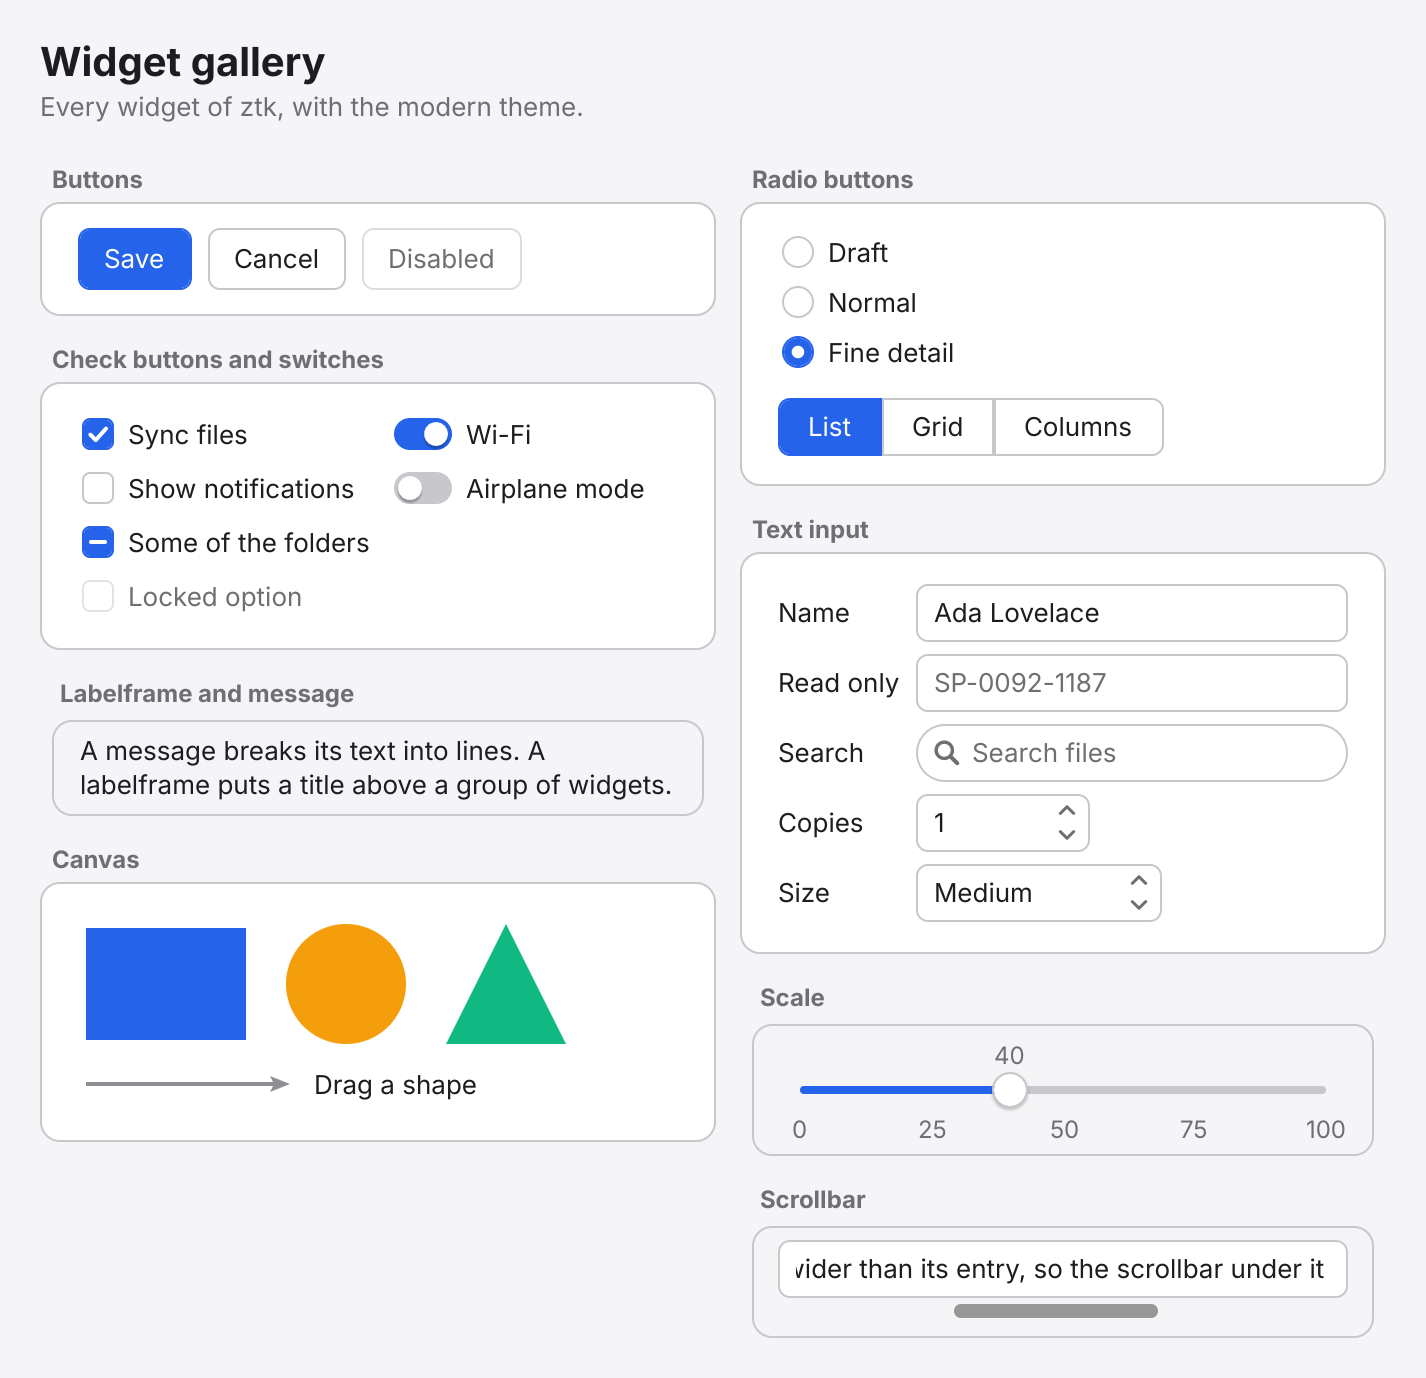 Widget gallery
Every widget of ztk, with the modern theme.
Buttons
Save
Cancel
Disabled
Check buttons and switches
Sync files
Wi-Fi
Show notifications
Airplane mode
Some of the folders
Locked option
Labelframe and message
A message breaks its text into lines. A
labelframe puts a title above a group of widgets.
Canvas
Drag a shape
Radio buttons
Draft
Normal
Fine detail
List
Grid
Columns
Text input
Name
Ada Lovelace
Read only
SP-0092-1187
Search
Search files
Copies
1
Size
Medium
Scale
40
0
25
50
75
100
Scrollbar
than its entry, so the scrollbar under it